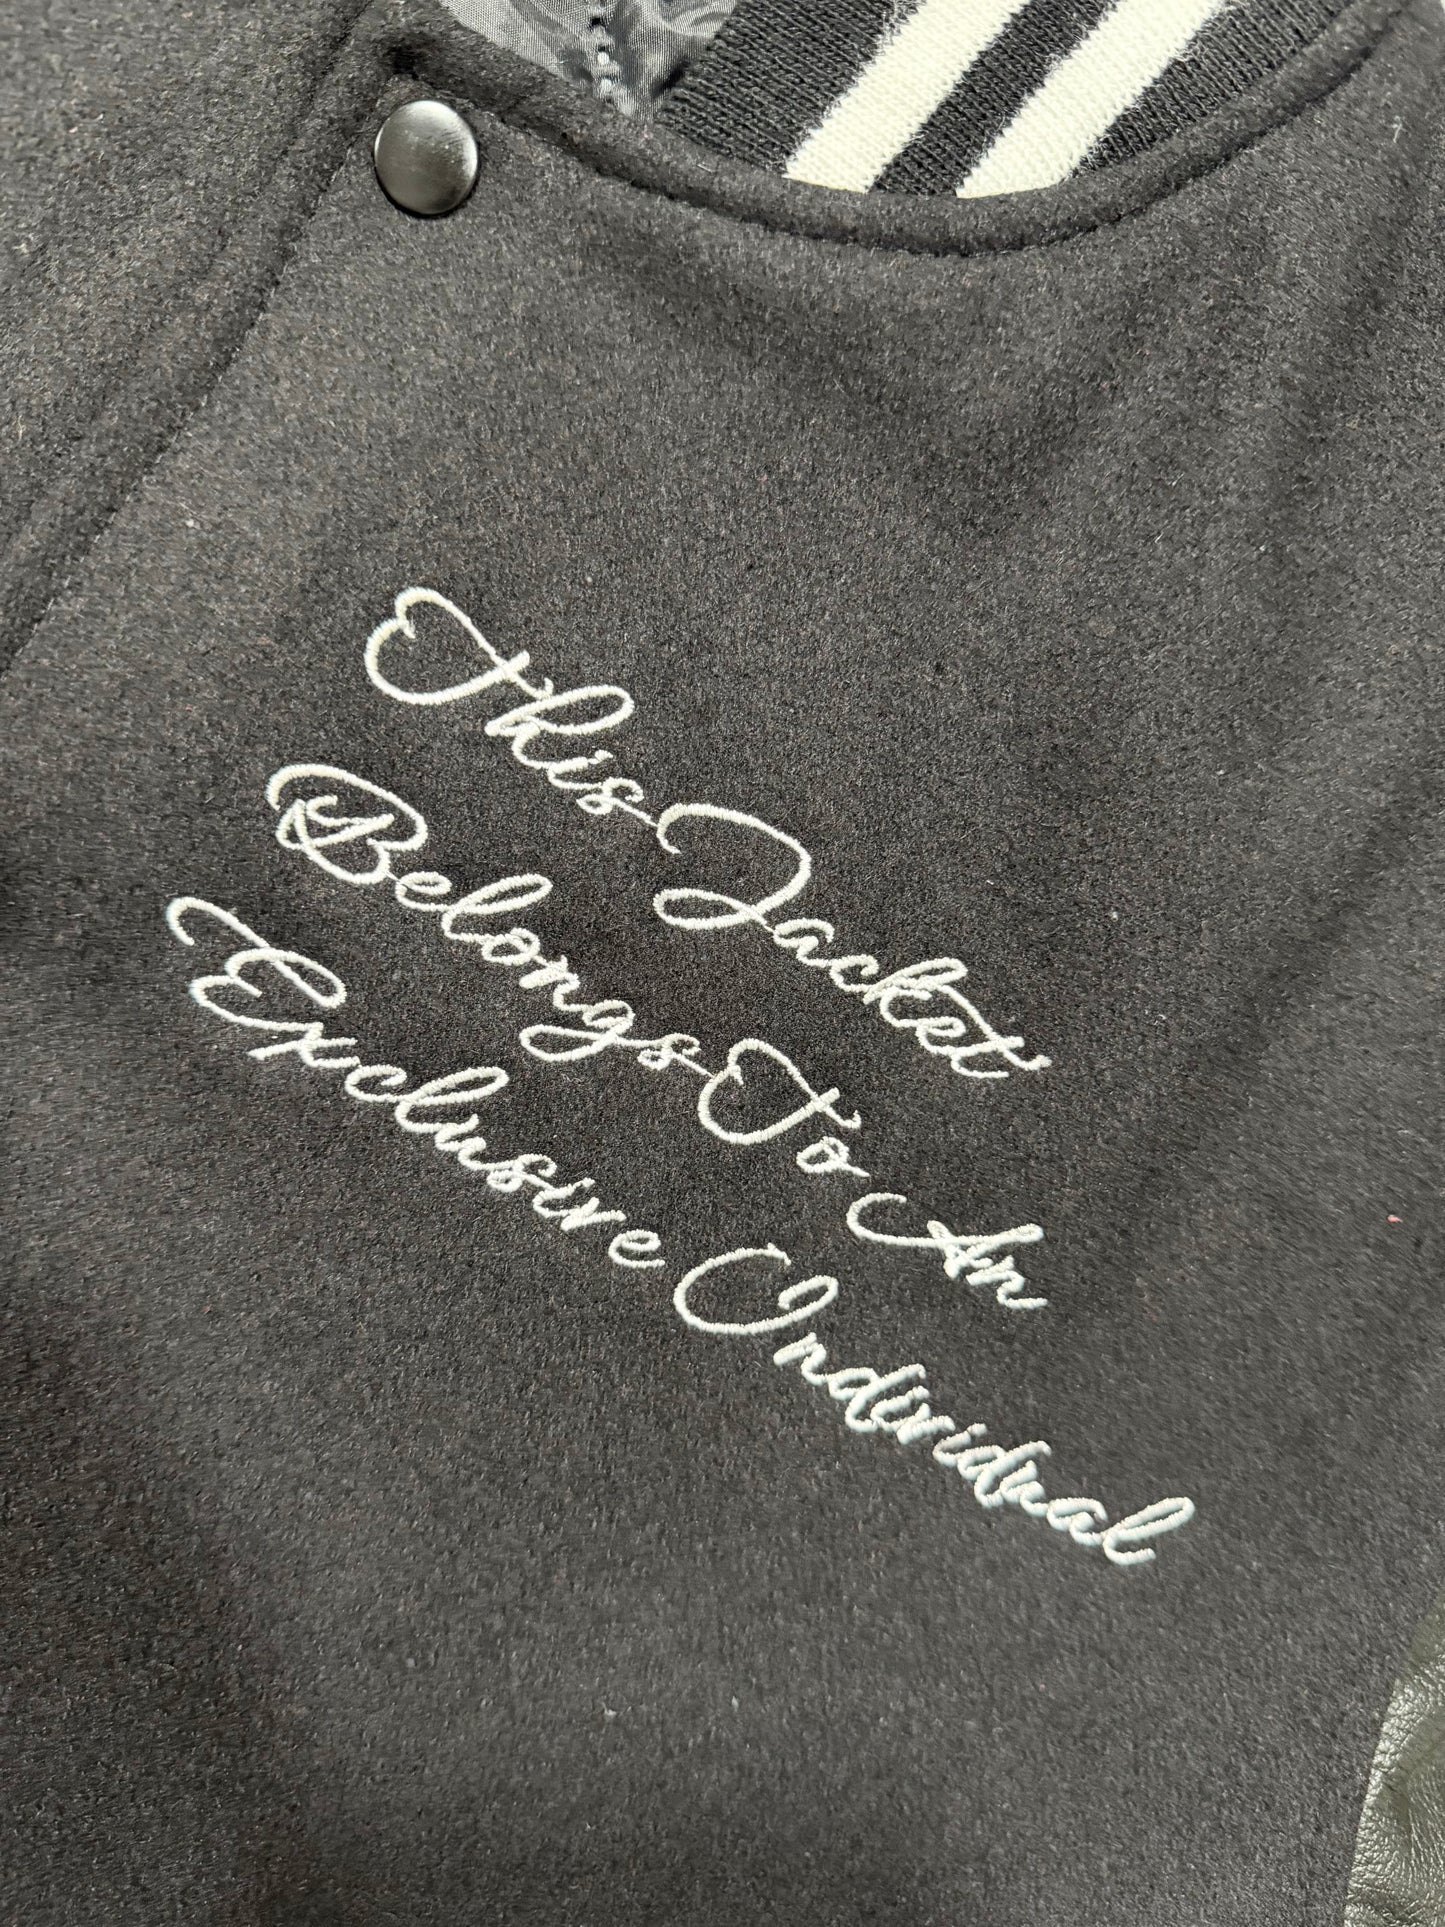 This Jacket
Belongs To An
Exclusive Individual